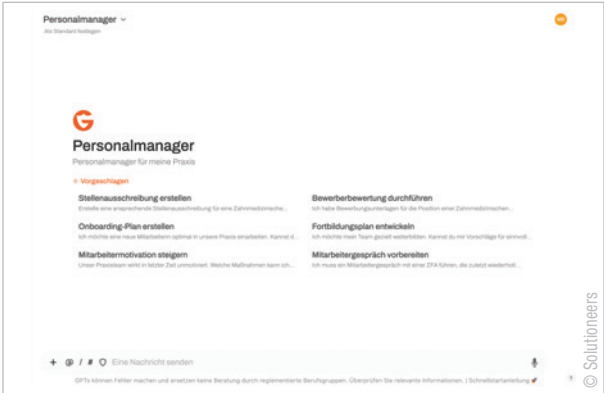 Personalmanager
Als Standard festlegen
Personalmanager
Personalmanager für meine Praxis
Vorgeschlagen
Stellenausschreibung erstellen
Erstelle eine ansprechende Stellenausschreibung für eine Zahnmedizinische...
Bewerberbewertung durchführen
Ich habe Bewerbungsunterlagen für die Position einer Zahnmedizinischen...
Onboarding-Plan erstellen
Ich möchte eine neue Mitarbeiterin optimal in unsere Praxis einarbeiten. Kannst d...
Fortbildungsplan entwickeln
Ich möchte mein Team gezielt weiterbilden. Kannst du mir Vorschläge für sinnvoll...
Mitarbeitermotivation steigern
Unser Praxisteam wirkt in letzter Zeit unmotiviert. Welche Maßnahmen kann ich...
Mitarbeitergespräch vorbereiten
Ich muss ein Mitarbeitergespräch mit einer ZFA führen, die zuletzt wiederholt...
+ @ / # Eine Nachricht senden
GPTs können Fehler machen und ersetzen keine Beratung durch reglementierte Berufsgruppen. Überprüfen Sie relevante Informationen. | Schnellstartanleitung
?
© Solutioneers